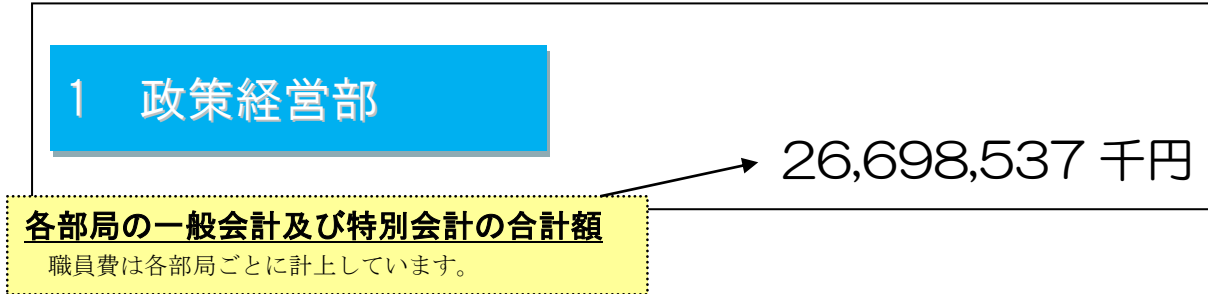 1 政策経営部
26,698,537 千円
各部局の一般会計及び特別会計の合計額
職員費は各部局ごとに計上しています。